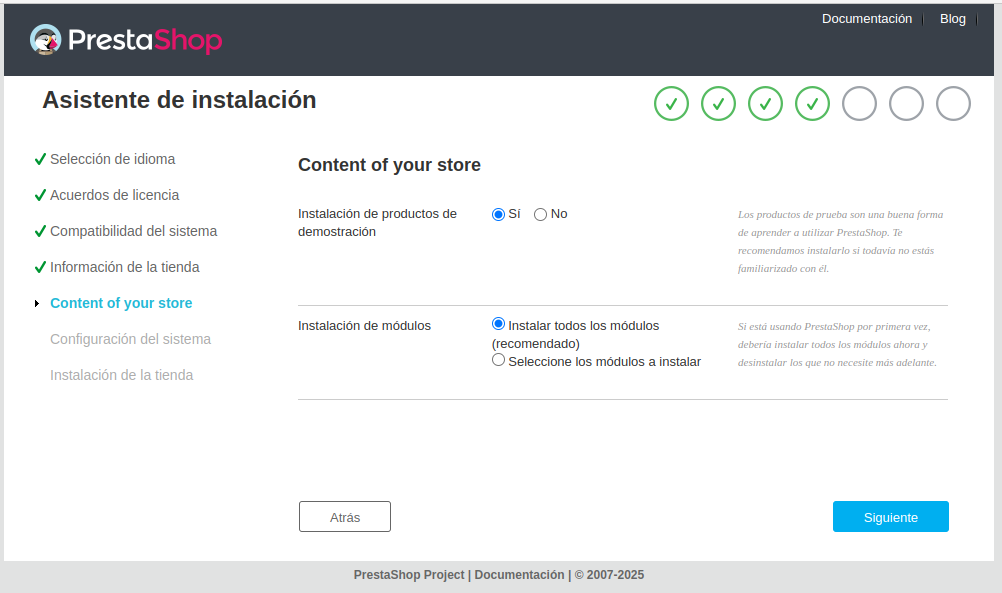 Documentación
Blog
PrestaShop
Asistente de instalación
Selección de idioma
Acuerdos de licencia
Compatibilidad del sistema
Información de la tienda
Content of your store
Configuración del sistema
Instalación de la tienda
Content of your store
Instalación de productos de
demostración
Sí No
Los productos de prueba son una buena forma
de aprender a utilizar PrestaShop. Te
recomendamos instalarlo si todavía no estás
familiarizado con él.
Instalación de módulos
Instalar todos los módulos
(recomendado)
Seleccione los módulos a instalar
Si está usando PrestaShop por primera vez,
debería instalar todos los módulos ahora y
desinstalar los que no necesite más adelante.
Atrás
Siguiente
PrestaShop Project | Documentación | © 2007-2025